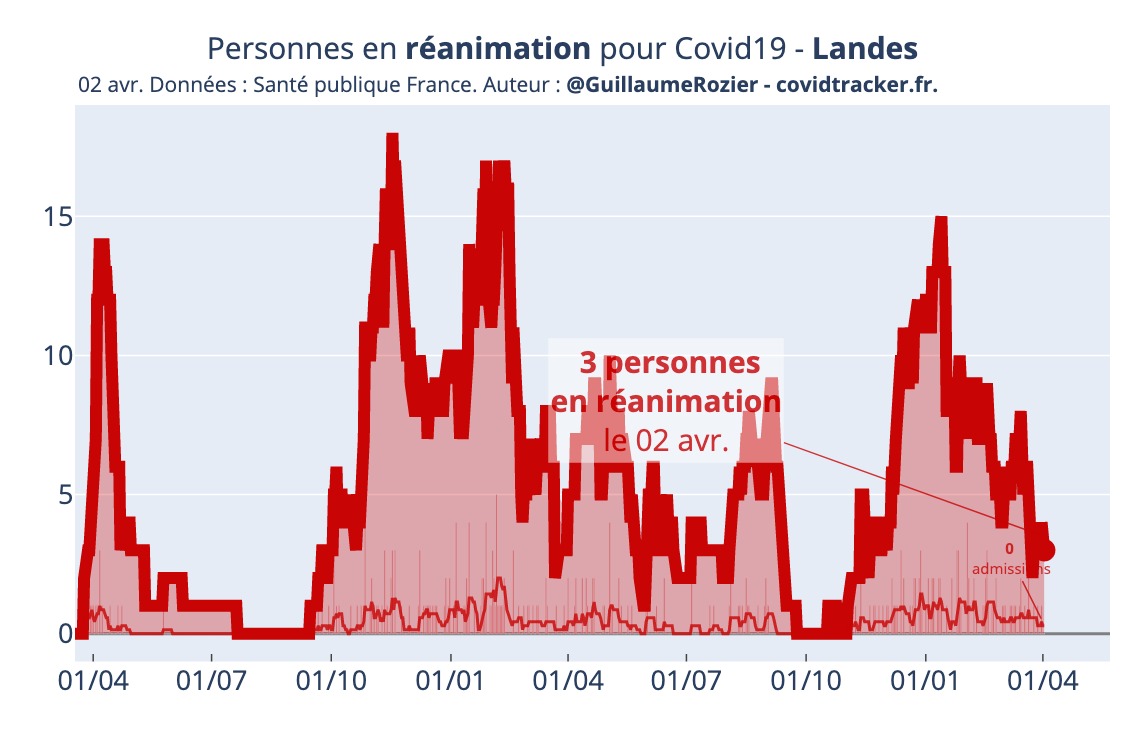 Personnes en réanimation pour Covid19 - Landes
02 avr. Données : Santé publique France. Auteur : @GuillaumeRozier - covidtracker.fr.
15
10
5
0
3 personnes
en réanimation
le 02 avr.
0
admissions
01/04 01/07 01/10 01/01 01/04 01/07 01/10 01/01 01/04